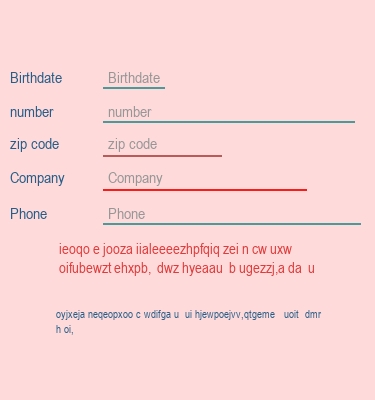 Birthdate Birthdate
number number
zip code zip code
Company Company
Phone Phone
ieoqo e jooza iialeeeezhpfqiq zei n cw uxw
oifubewzt ehxpb, dwz hyeaau b ugezzj,a da u
oyjxeja neqeopxoo c wdifga u ui hjewpoejvv,qtgeme uoit dmr
h oi,